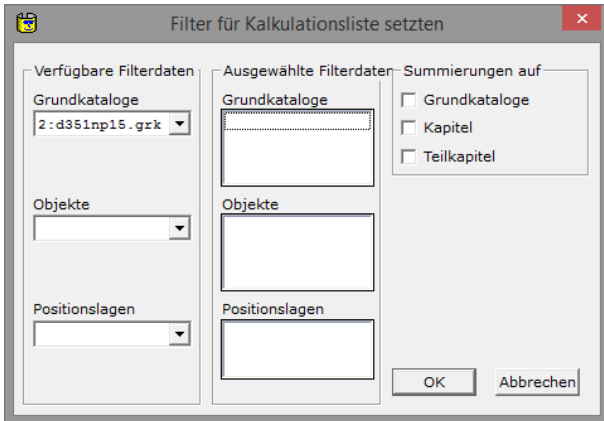 Filter für Kalkulationsliste setzten
Verfügbare Filterdaten
Grundkataloge
2:d351np15.grk
Objekte
Positionslagen
Ausgewählte Filterdaten
Grundkataloge
Objekte
Positionslagen
Summierungen auf
Grundkataloge
Kapitel
Teilkapitel
OK
Abbrechen